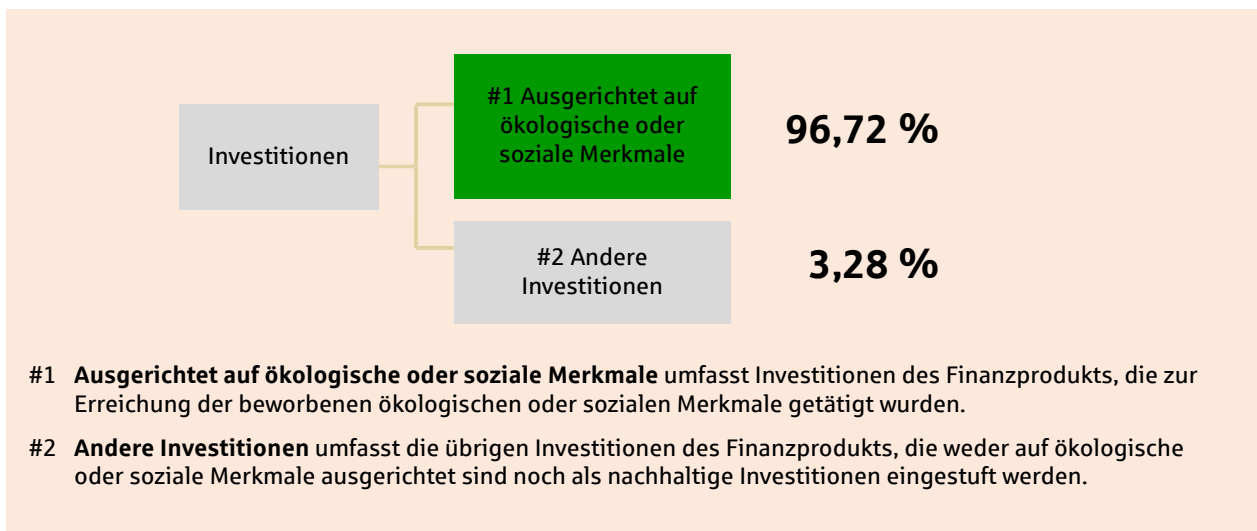 #1 Ausgerichtet auf
ökologische oder
soziale Merkmale
96,72 %
Investitionen
#2 Andere
Investitionen
3,28 %
#1 Ausgerichtet auf ökologische oder soziale Merkmale umfasst Investitionen des Finanzprodukts, die zur
Erreichung der beworbenen ökologischen oder sozialen Merkmale getätigt wurden.
#2 Andere Investitionen umfasst die übrigen Investitionen des Finanzprodukts, die weder auf ökologische
oder soziale Merkmale ausgerichtet sind noch als nachhaltige Investitionen eingestuft werden.